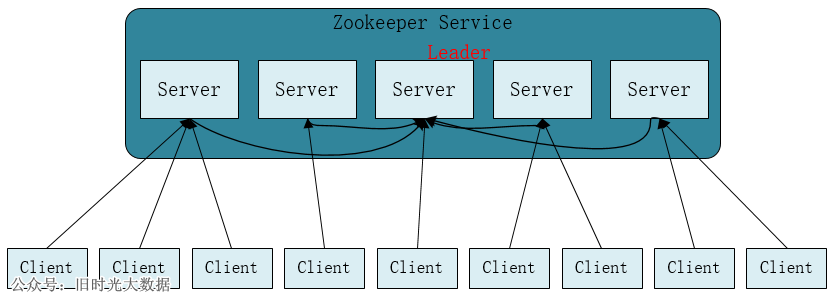 Zookeeper Service
Leader
Server Server Server Server Server
Client Client Client Client Client Client Client Client Client
公众号：旧时光大数据